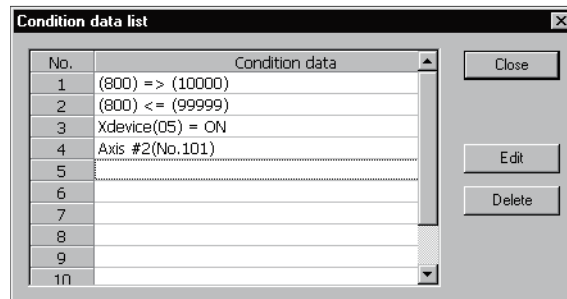 Condition data list
No. Condition data
1 (800) => (10000)
2 (800) <= (99999)
3 Xdevice(05) = ON
4 Axis #2(No.101)
5
6
7
8
9
10
Close
Edit
Delete